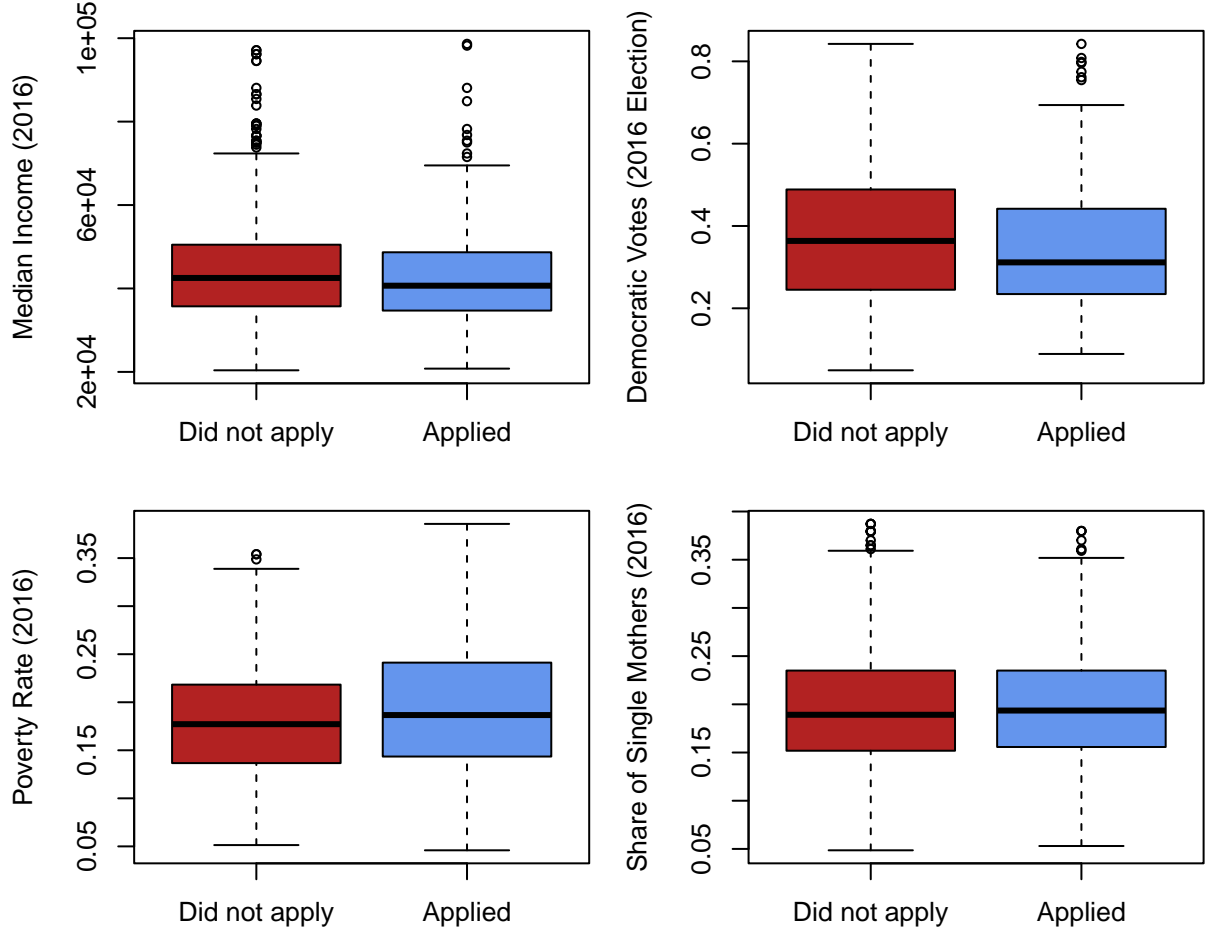 Median Income (2016)
1e+05
6e+04
2e+04
Did not apply
Applied
Democratic Votes (2016 Election)
0.8
0.6
0.4
0.2
Did not apply
Applied
Poverty Rate (2016)
0.35
0.25
0.15
0.05
Did not apply
Applied
Share of Single Mothers (2016)
0.35
0.25
0.15
0.05
Did not apply
Applied